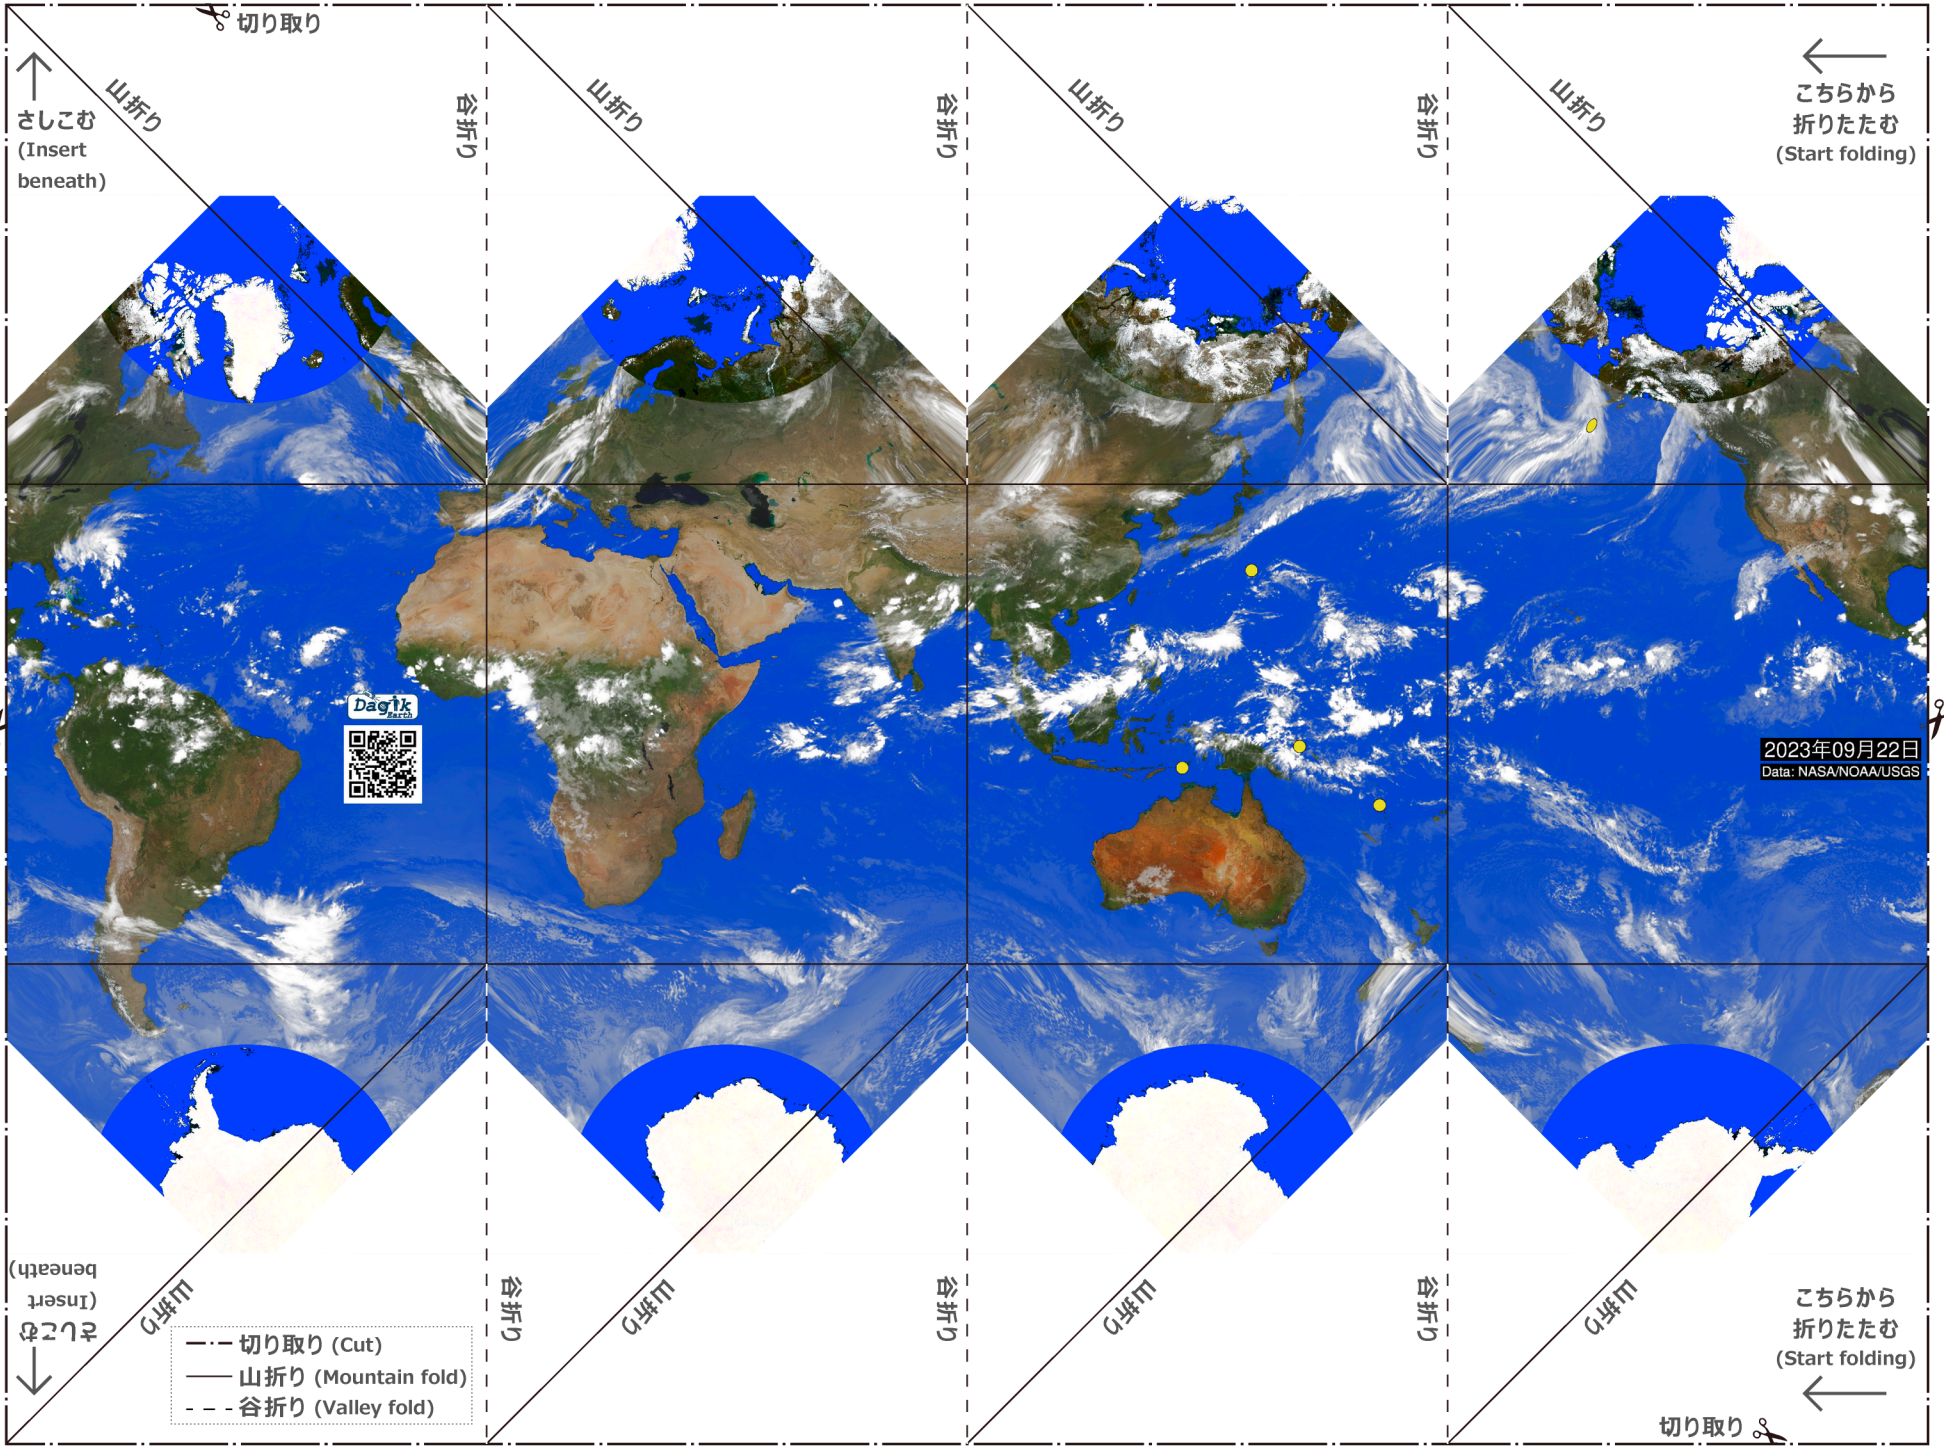 切り取り
山折り
谷折り
山折り
谷折り
山折り
谷折り
山折り
さしこむ
(Insert
beneath)
こちらから
折りたたむ
(Start folding)
Dagik
Earth
2023年09月22日
Data: NASA/NOAA/USGS
さしこむ
(Insert
beneath)
山折り
谷折り
山折り
谷折り
山折り
谷折り
山折り
こちらから
折りたたむ
(Start folding)
切り取り (Cut)
山折り (Mountain fold)
谷折り (Valley fold)
切り取り